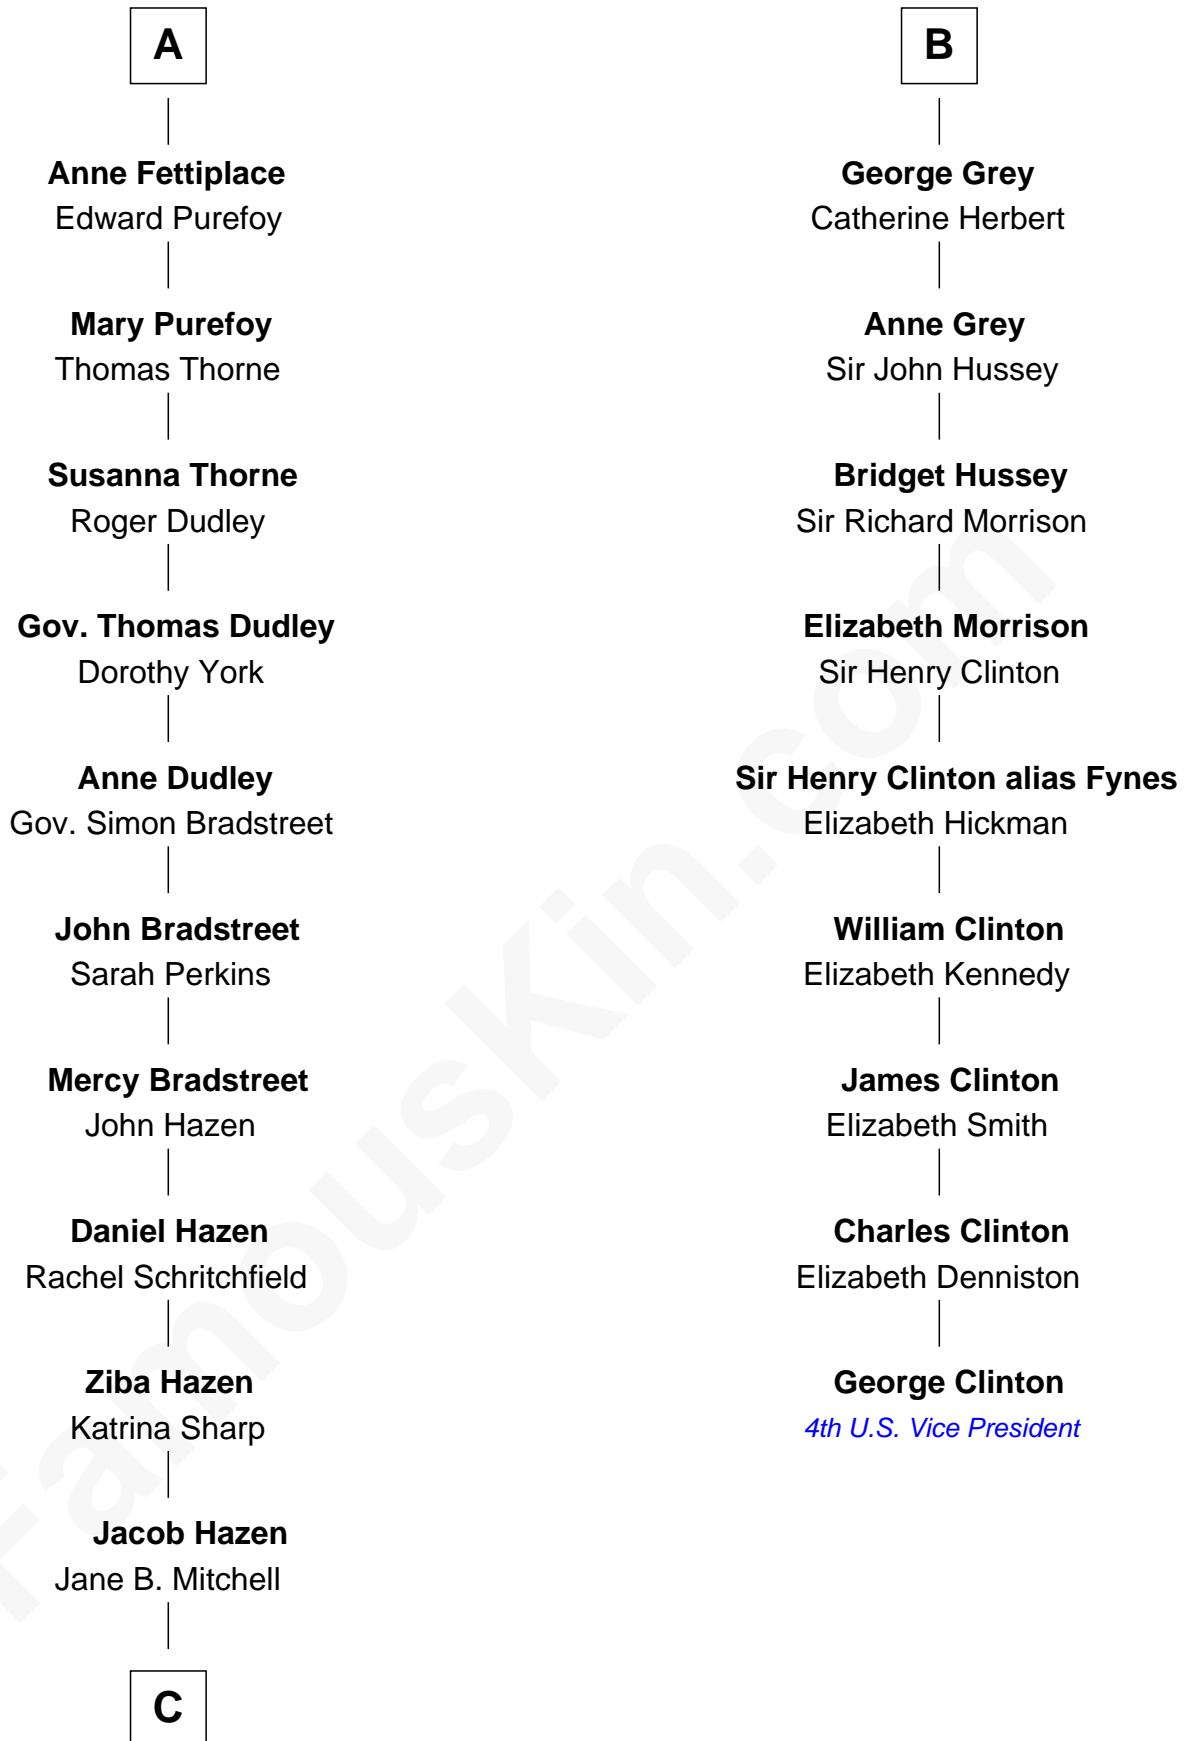 A
Anne Fettiplace
Edward Purefoy
Mary Purefoy
Thomas Thorne
Susanna Thorne
Roger Dudley
Gov. Thomas Dudley
Dorothy York
Anne Dudley
Gov. Simon Bradstreet
John Bradstreet
Sarah Perkins
Mercy Bradstreet
John Hazen
Daniel Hazen
Rachel Schritchfield
Ziba Hazen
Katrina Sharp
Jacob Hazen
Jane B. Mitchell
C
B
George Grey
Catherine Herbert
Anne Grey
Sir John Hussey
Bridget Hussey
Sir Richard Morrison
Elizabeth Morrison
Sir Henry Clinton
Sir Henry Clinton alias Fynes
Elizabeth Hickman
William Clinton
Elizabeth Kennedy
James Clinton
Elizabeth Smith
Charles Clinton
Elizabeth Denniston
George Clinton
4th U.S. Vice President
FamousKin.com